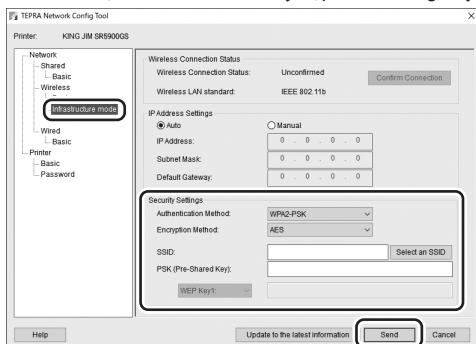 TEPRA Network Config Tool
Printer: KING JIM SR5900GS
Network
Shared
Basic
Wireless
Infrastructure mode
Wired
Basic
Printer
Basic
Password
Wireless Connection Status
Wireless Connection Status: Unconfirmed
Confirm Connection
Wireless LAN standard: IEEE 802.11b
IP Address Settings
Auto Manual
IP Address: 0 . 0 . 0 . 0
Subnet Mask: 0 . 0 . 0 . 0
Default Gateway: 0 . 0 . 0 . 0
Security Settings
Authentication Method: WPA2-PSK
Encryption Method: AES
SSID: Select an SSID
PSK (Pre-Shared Key):
WEP Key1:
Help Update to the latest information Send Cancel